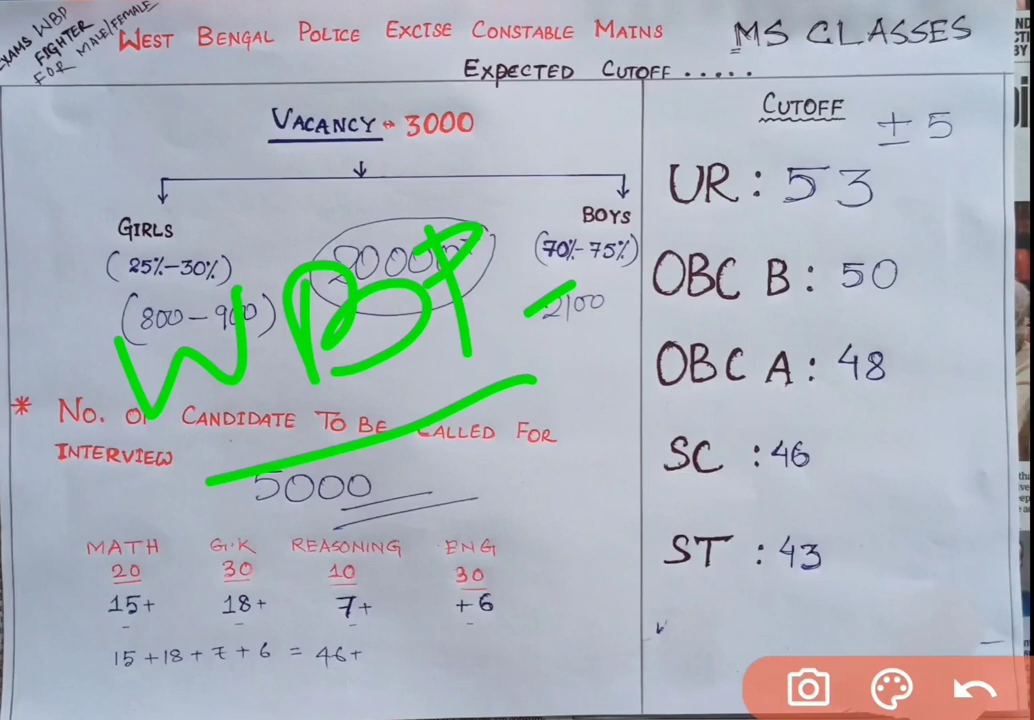 EXAMS WBP
FIGHTER
FOR MALE/FEMALE
WEST BENGAL POLICE EXCISE CONSTABLE MAINS
MS CLASSES
EXPECTED CUTOFF .....
VACANCY → 3000
GIRLS
(25%-30%)
(800-900)
WBP
BOYS
(70%-75%)
2100
* NO. OF CANDIDATE TO BE CALLED FOR
INTERVIEW
5000
MATH G.K REASONING ENG
20 30 10 30
15+ 18+ 7+ +6
15+18+7+6 = 46+
CUTOFF ±5
UR : 53
OBC B : 50
OBC A : 48
SC : 46
ST : 43